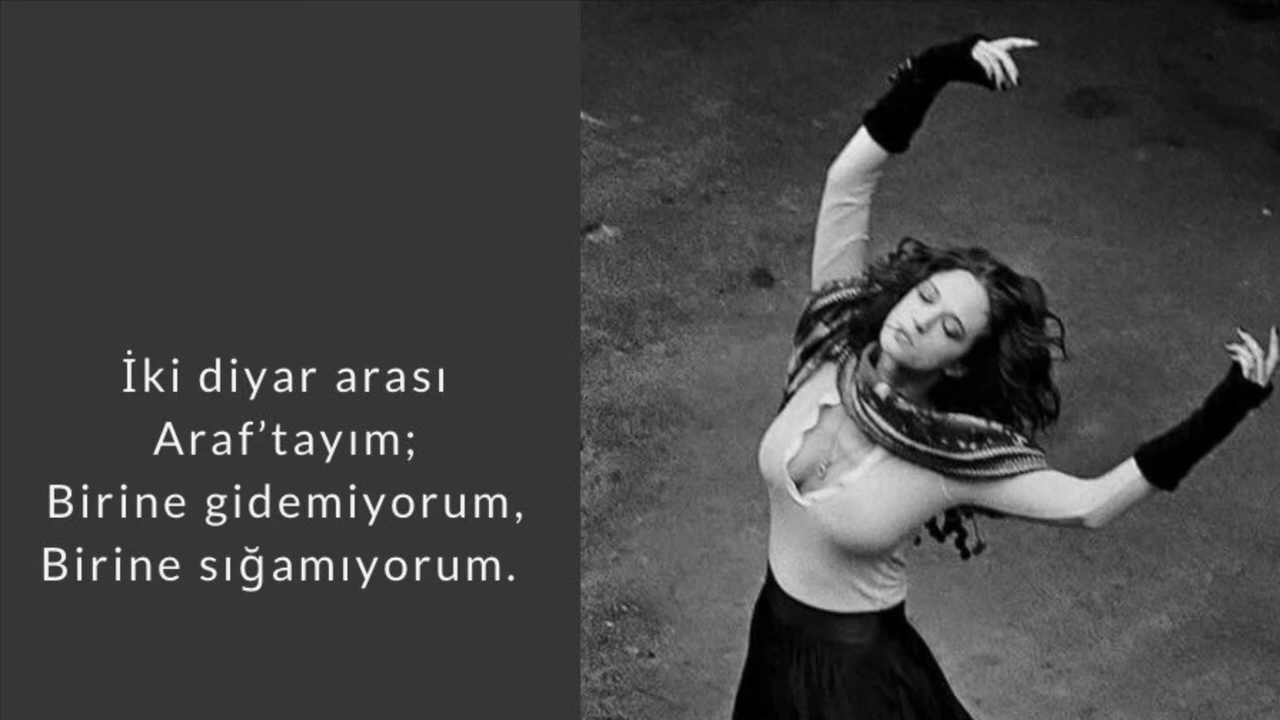 İki diyar arası
Araf’tayım;
Birine gidemiyorum,
Birine sığamıyorum.